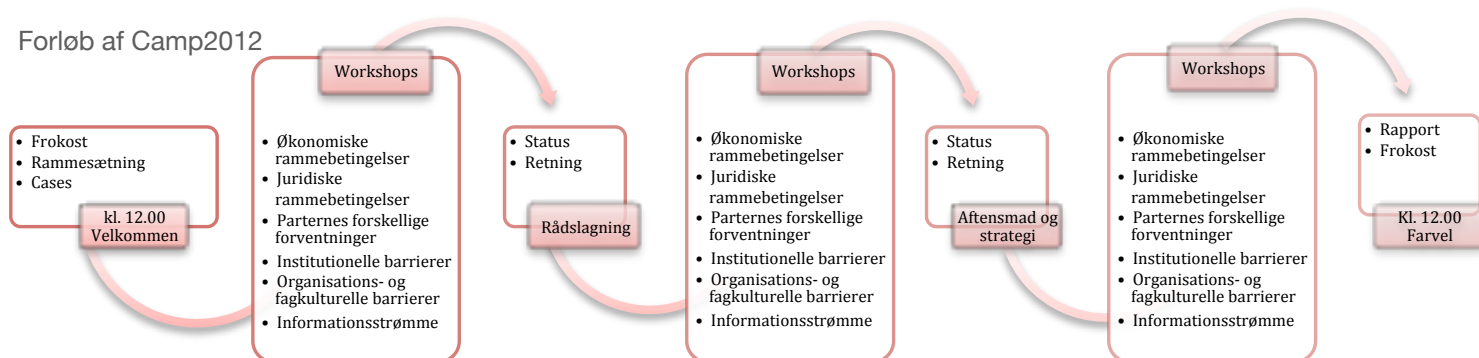 Forløb af Camp2012
• Frokost
• Rammesætning
• Cases
kl. 12.00
Velkommen
Workshops
• Økonomiske
rammebetingelser
• Juridiske
rammebetingelser
• Parternes forskellige
forventninger
• Institutionelle barrierer
• Organisations- og
fagkulturelle barrierer
• Informationsstrømme
• Status
• Retning
Rådslagning
Workshops
• Økonomiske
rammebetingelser
• Juridiske
rammebetingelser
• Parternes forskellige
forventninger
• Institutionelle barrierer
• Organisations- og
fagkulturelle barrierer
• Informationsstrømme
• Status
• Retning
Aftensmad og
strategi
Workshops
• Økonomiske
rammebetingelser
• Juridiske
rammebetingelser
• Parternes forskellige
forventninger
• Institutionelle barrierer
• Organisations- og
fagkulturelle barrierer
• Informationsstrømme
• Rapport
• Frokost
Kl. 12.00
Farvel